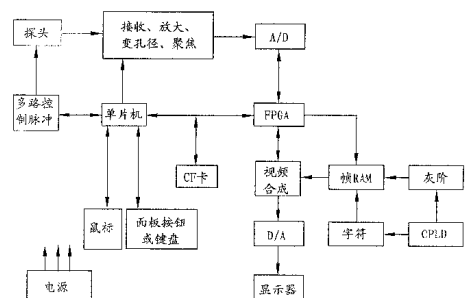 探头
接收、放大、
变孔径、聚焦
A/D
多路控
制脉冲
单片机
FPGA
CF卡
视频
合成
帧RAM
灰阶
鼠标
面板按钮
或键盘
D/A
字符
CPLD
电源
显示器